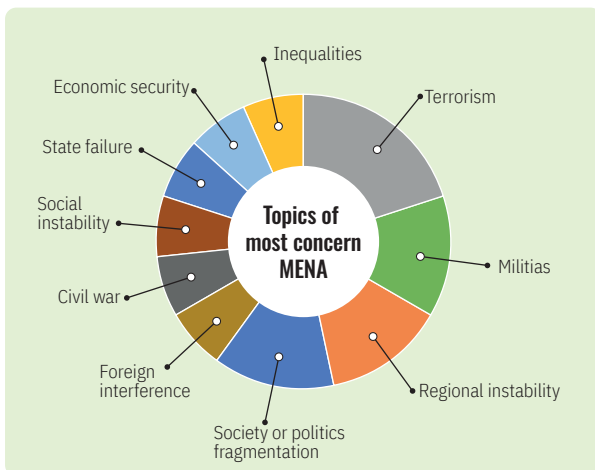 Inequalities
Economic security
Terrorism
State failure
Social
instability
Topics of
most concern
MENA
Militias
Civil war
Foreign
interference
Regional instability
Society or politics
fragmentation